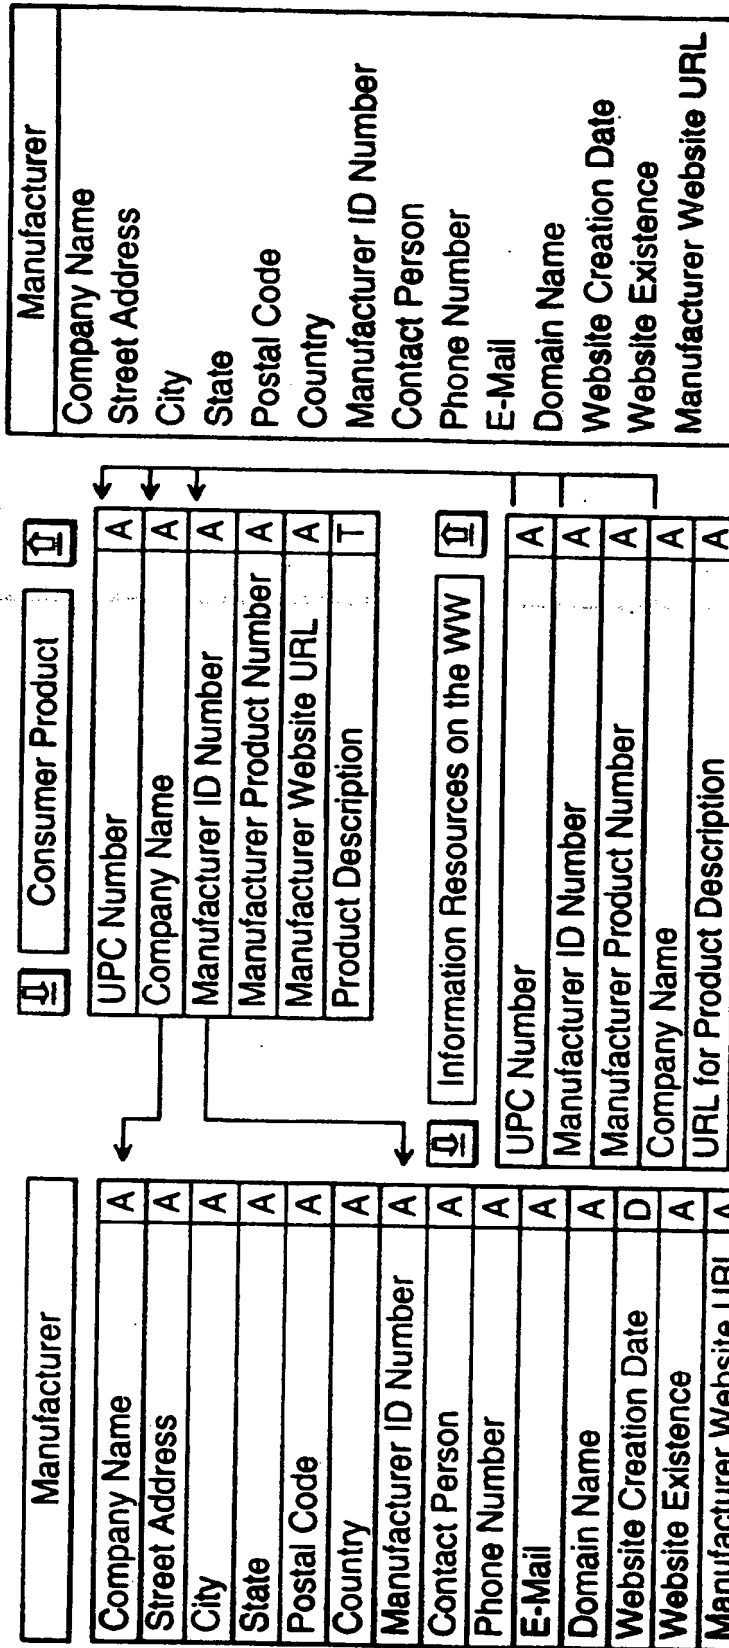 Manufacturer
Company Name A
Street Address A
City A
State A
Postal Code A
Country A
Manufacturer ID Number A
Contact Person A
Phone Number A
E-Mail A
Domain Name A
Website Creation Date D
Website Existence A
Manufacturer Website URL A
Consumer Product
UPC Number A
Company Name A
Manufacturer ID Number A
Manufacturer Product Number A
Manufacturer Website URL A
Product Description T
Information Resources on the WW
UPC Number A
Manufacturer ID Number A
Manufacturer Product Number A
Company Name A
URL for Product Description A
Manufacturer
Company Name
Street Address
City
State
Postal Code
Country
Manufacturer ID Number
Contact Person
Phone Number
E-Mail
Domain Name
Website Creation Date
Website Existence
Manufacturer Website URL